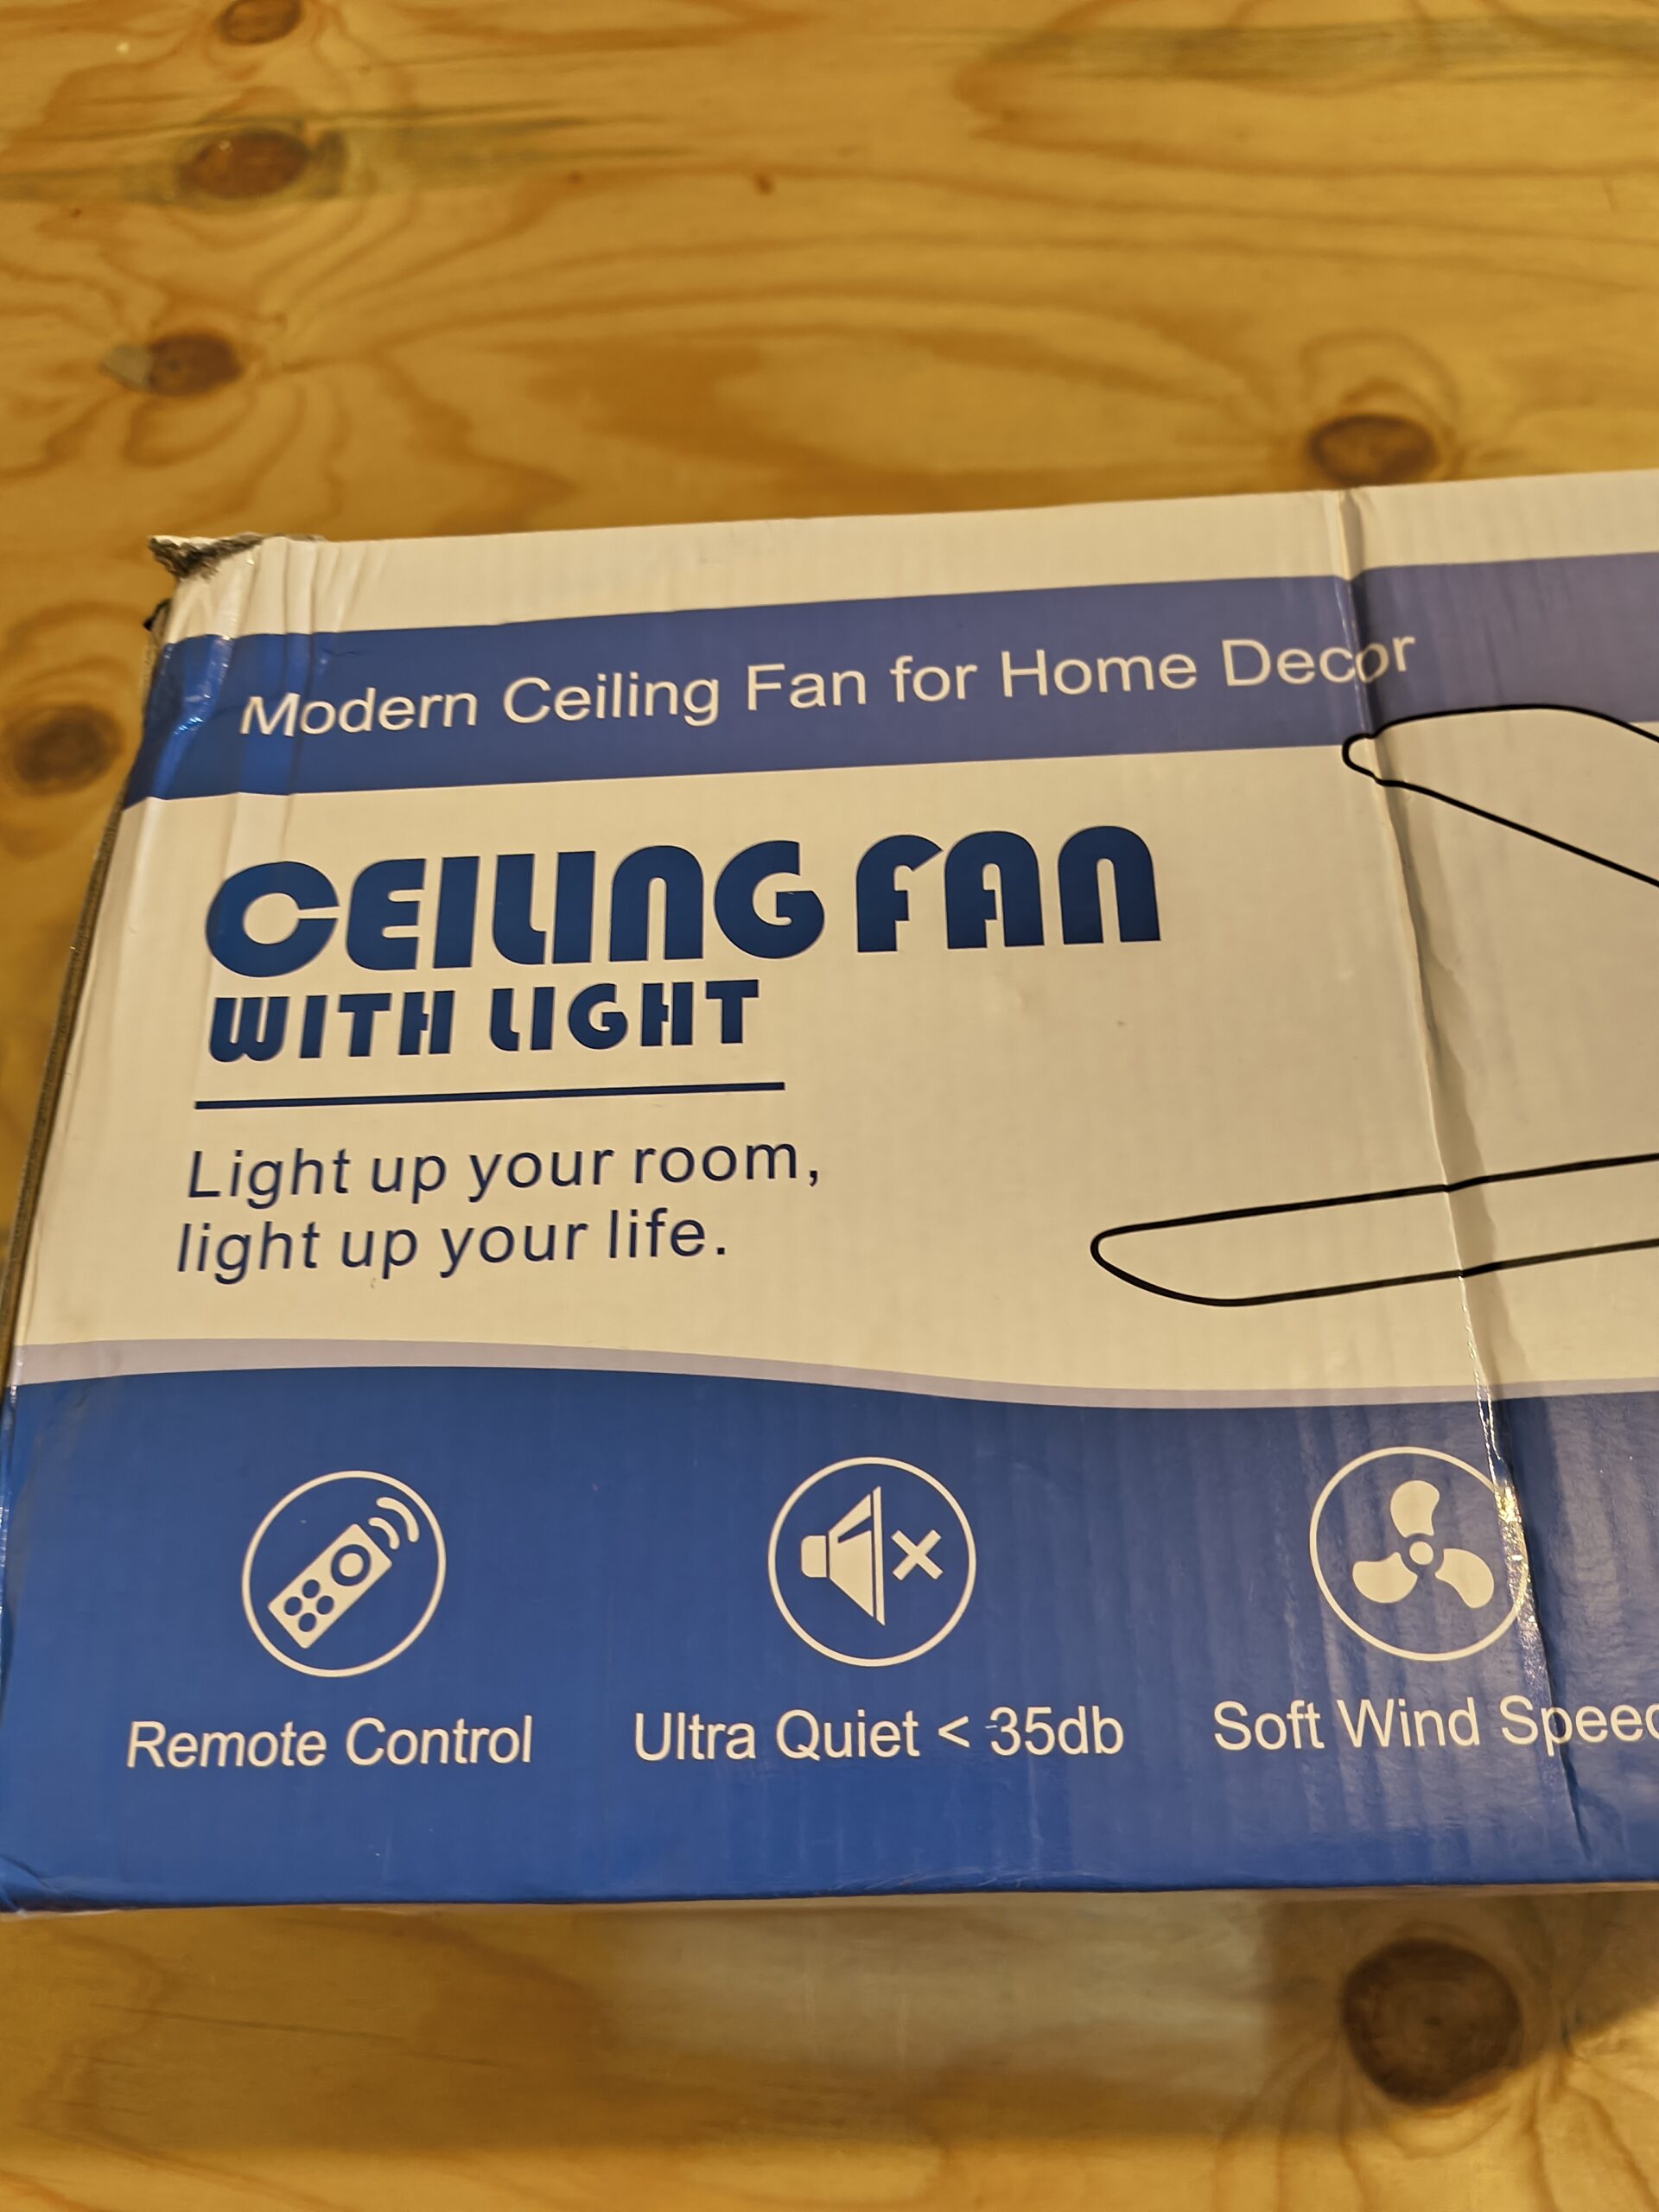 Modern Ceiling Fan for Home Decor
CEILING FAN
WITH LIGHT
Light up your room,
light up your life.
Remote Control
Ultra Quiet < 35db
Soft Wind Speed